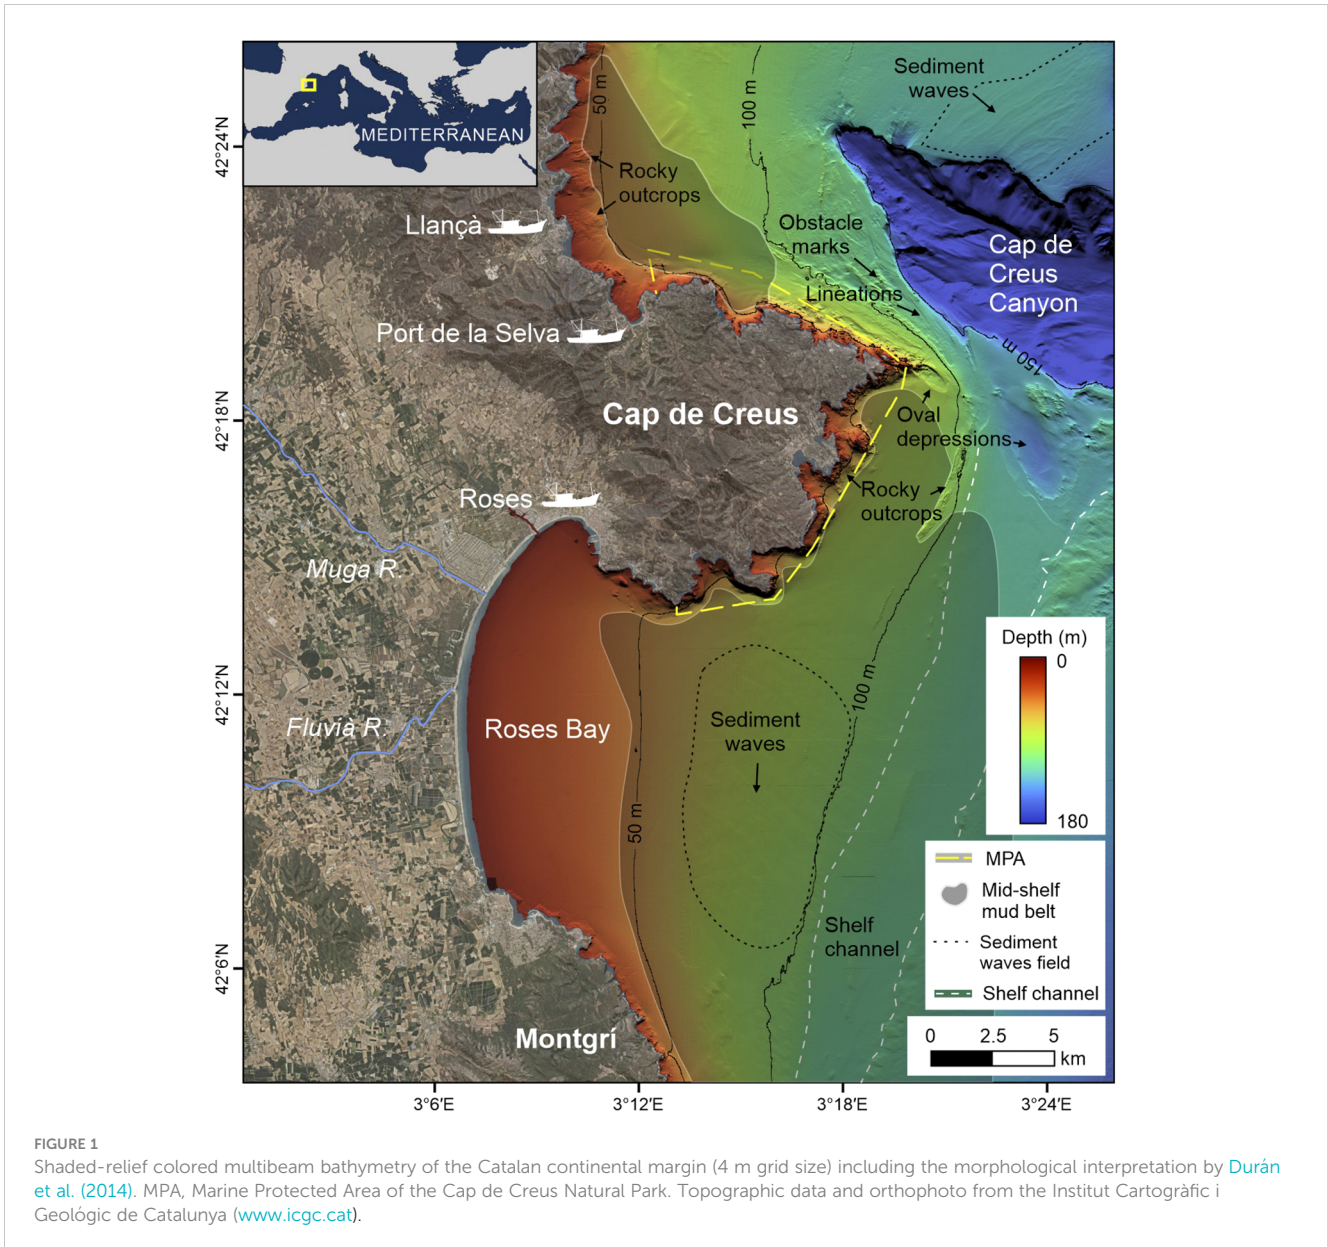 MEDITERRANEAN
50 m
100 m
Sediment
waves
42°24'N
Rocky
outcrops
Llançà
Obstacle
marks
Cap de
Creus
Canyon
Lineations
Port de la Selva
150 m
42°18'N
Cap de Creus
Oval
depressions
Roses
Rocky
outcrops
Muga R.
Depth (m)
0
180
42°12'N
100 m
Fluvià R.
Roses Bay
Sediment
waves
50 m
MPA
Mid-shelf
mud belt
Sediment
waves field
Shelf channel
Shelf
channel
42°6'N
0 2.5 5
km
Montgrí
3°6'E 3°12'E 3°18'E 3°24'E
FIGURE 1
Shaded-relief colored multibeam bathymetry of the Catalan continental margin (4 m grid size) including the morphological interpretation by Durán
et al. (2014). MPA, Marine Protected Area of the Cap de Creus Natural Park. Topographic data and orthophoto from the Institut Cartogràfic i
Geológic de Catalunya (www.icgc.cat).